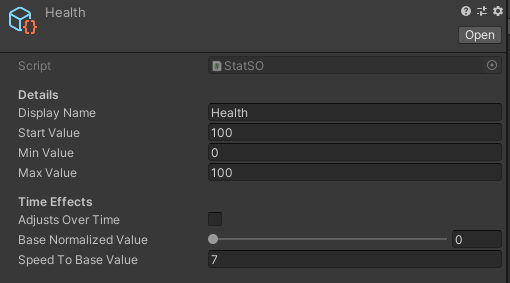 Health
Open
Script StatSO
Details
Display Name Health
Start Value 100
Min Value 0
Max Value 100
Time Effects
Adjusts Over Time
Base Normalized Value 0
Speed To Base Value 7